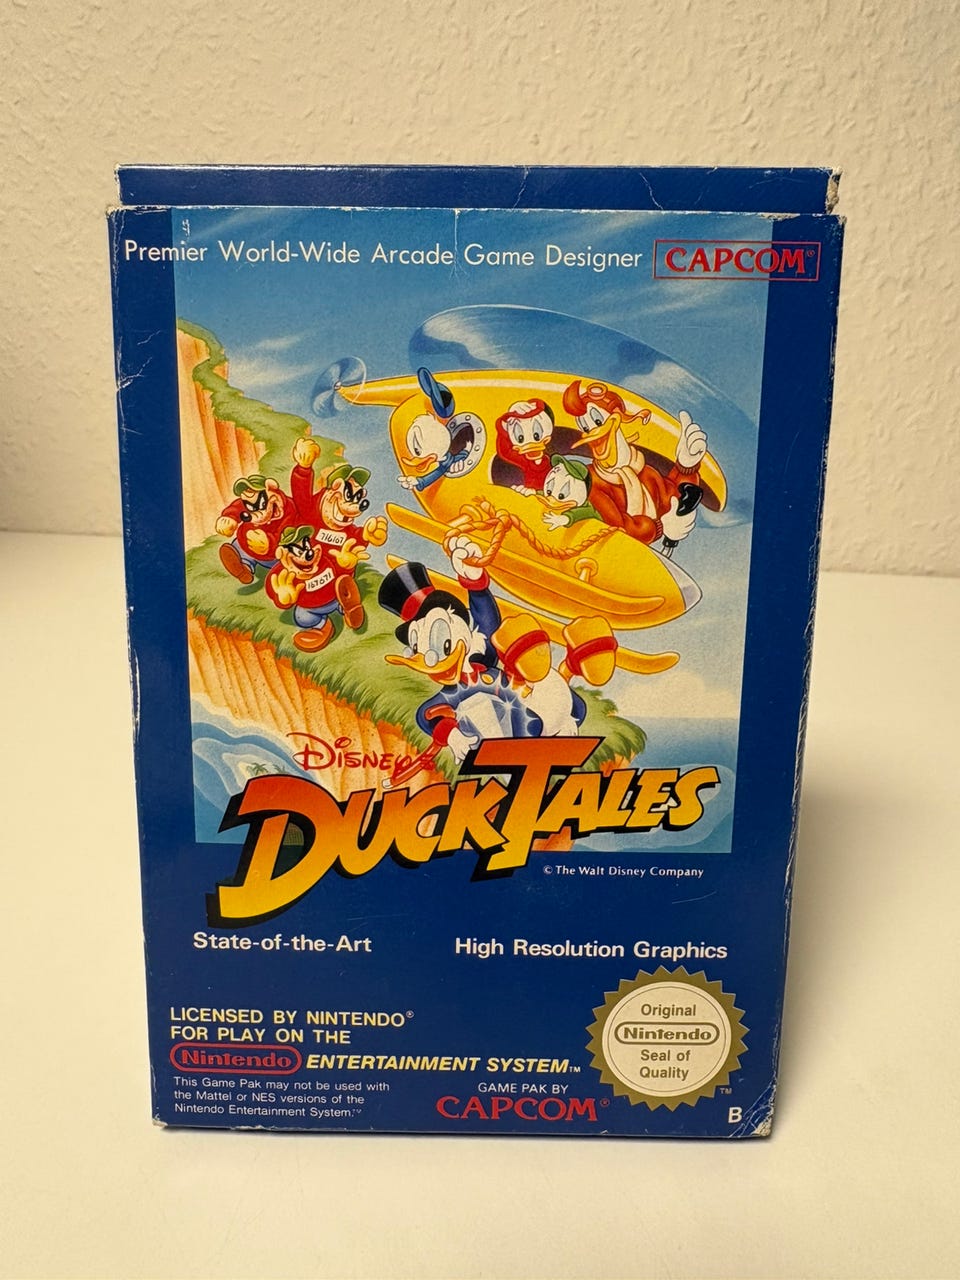 Premier World-Wide Arcade Game Designer CAPCOM®
716167
167671
Disney's
DUCKTALES
© The Walt Disney Company
State-of-the-Art High Resolution Graphics
LICENSED BY NINTENDO®
FOR PLAY ON THE
Nintendo ENTERTAINMENT SYSTEM™
This Game Pak may not be used with
the Mattel or NES versions of the
Nintendo Entertainment System.™
GAME PAK BY
CAPCOM®
Original
Nintendo
Seal of
Quality
TM
B